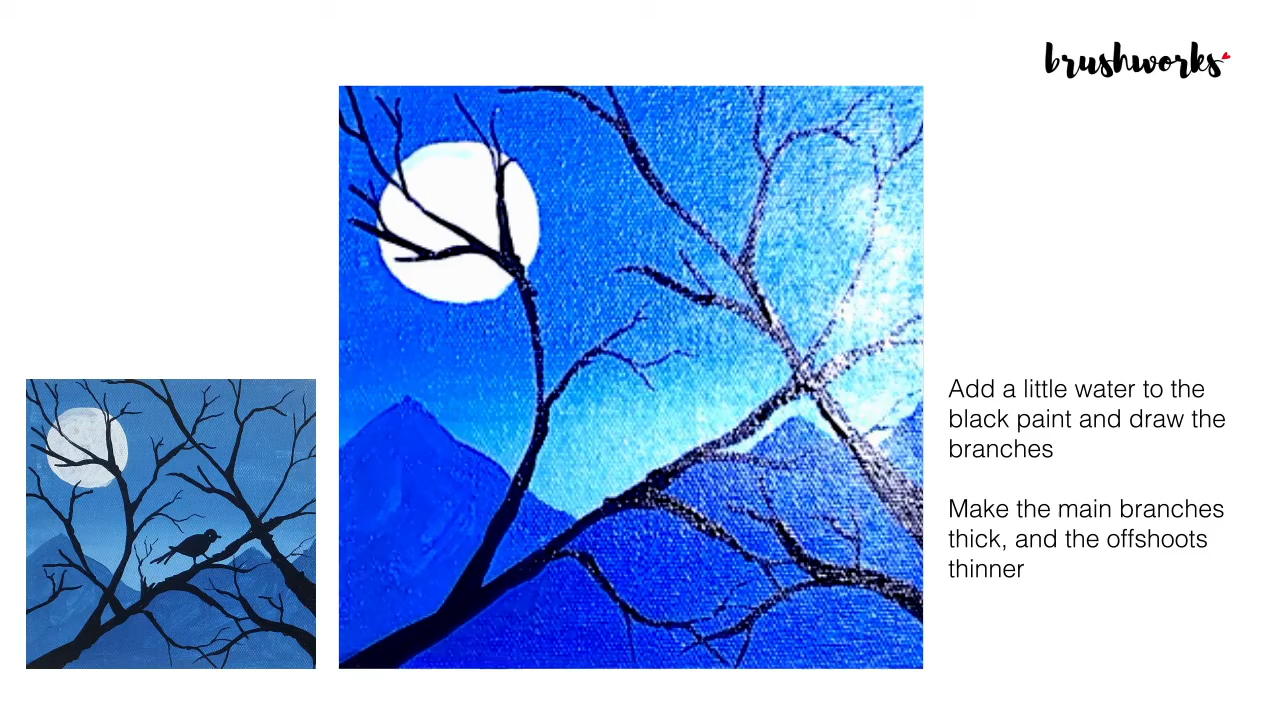 brushworks
Add a little water to the
black paint and draw the
branches
Make the main branches
thick, and the offshoots
thinner